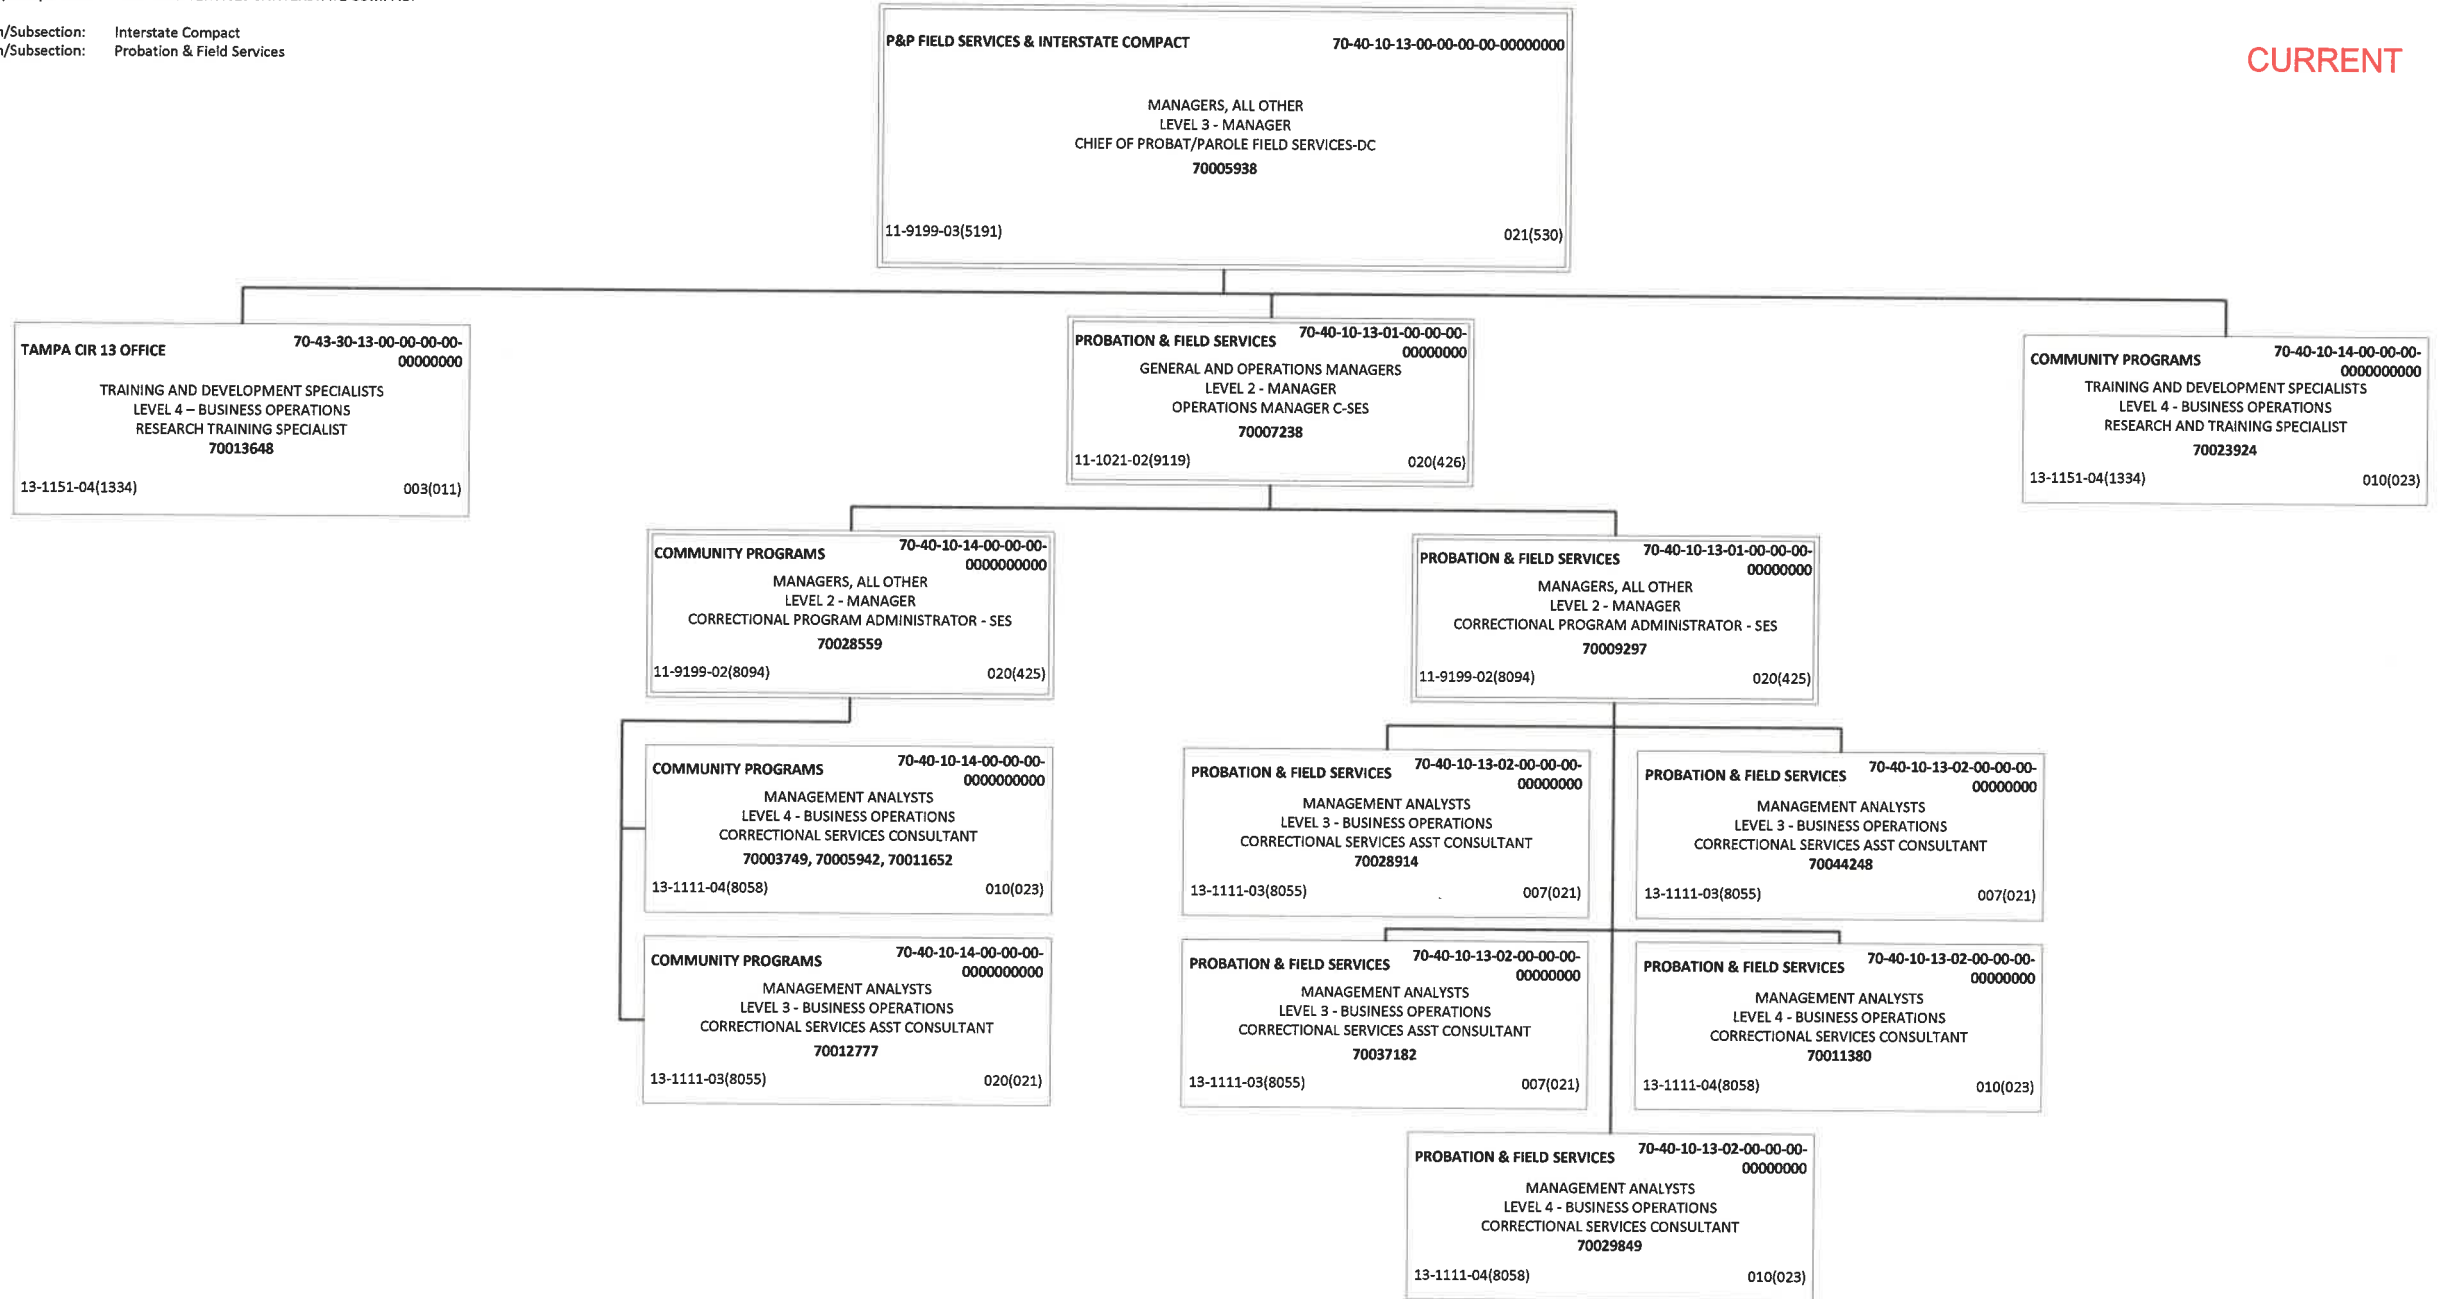 n/Subsection: Interstate Compact
n/Subsection: Probation & Field Services
CURRENT
P&P FIELD SERVICES & INTERSTATE COMPACT 70-40-10-13-00-00-00-00-00000000
MANAGERS, ALL OTHER
LEVEL 3 - MANAGER
CHIEF OF PROBAT/PAROLE FIELD SERVICES-DC
70005938
11-9199-03(5191) 021(530)
TAMPA CIR 13 OFFICE 70-43-30-13-00-00-00-00-
00000000
TRAINING AND DEVELOPMENT SPECIALISTS
LEVEL 4 – BUSINESS OPERATIONS
RESEARCH TRAINING SPECIALIST
70013648
13-1151-04(1334) 003(011)
PROBATION & FIELD SERVICES 70-40-10-13-01-00-00-00-
00000000
GENERAL AND OPERATIONS MANAGERS
LEVEL 2 - MANAGER
OPERATIONS MANAGER C-SES
70007238
11-1021-02(9119) 020(426)
COMMUNITY PROGRAMS 70-40-10-14-00-00-00-
0000000000
TRAINING AND DEVELOPMENT SPECIALISTS
LEVEL 4 - BUSINESS OPERATIONS
RESEARCH AND TRAINING SPECIALIST
70023924
13-1151-04(1334) 010(023)
COMMUNITY PROGRAMS 70-40-10-14-00-00-00-
0000000000
MANAGERS, ALL OTHER
LEVEL 2 - MANAGER
CORRECTIONAL PROGRAM ADMINISTRATOR - SES
70028559
11-9199-02(8094) 020(425)
PROBATION & FIELD SERVICES 70-40-10-13-01-00-00-00-
00000000
MANAGERS, ALL OTHER
LEVEL 2 - MANAGER
CORRECTIONAL PROGRAM ADMINISTRATOR - SES
70009297
11-9199-02(8094) 020(425)
COMMUNITY PROGRAMS 70-40-10-14-00-00-00-
0000000000
MANAGEMENT ANALYSTS
LEVEL 4 - BUSINESS OPERATIONS
CORRECTIONAL SERVICES CONSULTANT
70003749, 70005942, 70011652
13-1111-04(8058) 010(023)
PROBATION & FIELD SERVICES 70-40-10-13-02-00-00-00-
00000000
MANAGEMENT ANALYSTS
LEVEL 3 - BUSINESS OPERATIONS
CORRECTIONAL SERVICES ASST CONSULTANT
70028914
13-1111-03(8055) 007(021)
PROBATION & FIELD SERVICES 70-40-10-13-02-00-00-00-
00000000
MANAGEMENT ANALYSTS
LEVEL 3 - BUSINESS OPERATIONS
CORRECTIONAL SERVICES ASST CONSULTANT
70044248
13-1111-03(8055) 007(021)
COMMUNITY PROGRAMS 70-40-10-14-00-00-00-
0000000000
MANAGEMENT ANALYSTS
LEVEL 3 - BUSINESS OPERATIONS
CORRECTIONAL SERVICES ASST CONSULTANT
70012777
13-1111-03(8055) 020(021)
PROBATION & FIELD SERVICES 70-40-10-13-02-00-00-00-
00000000
MANAGEMENT ANALYSTS
LEVEL 3 - BUSINESS OPERATIONS
CORRECTIONAL SERVICES ASST CONSULTANT
70037182
13-1111-03(8055) 007(021)
PROBATION & FIELD SERVICES 70-40-10-13-02-00-00-00-
00000000
MANAGEMENT ANALYSTS
LEVEL 4 - BUSINESS OPERATIONS
CORRECTIONAL SERVICES CONSULTANT
70011380
13-1111-04(8058) 010(023)
PROBATION & FIELD SERVICES 70-40-10-13-02-00-00-00-
00000000
MANAGEMENT ANALYSTS
LEVEL 4 - BUSINESS OPERATIONS
CORRECTIONAL SERVICES CONSULTANT
70029849
13-1111-04(8058) 010(023)